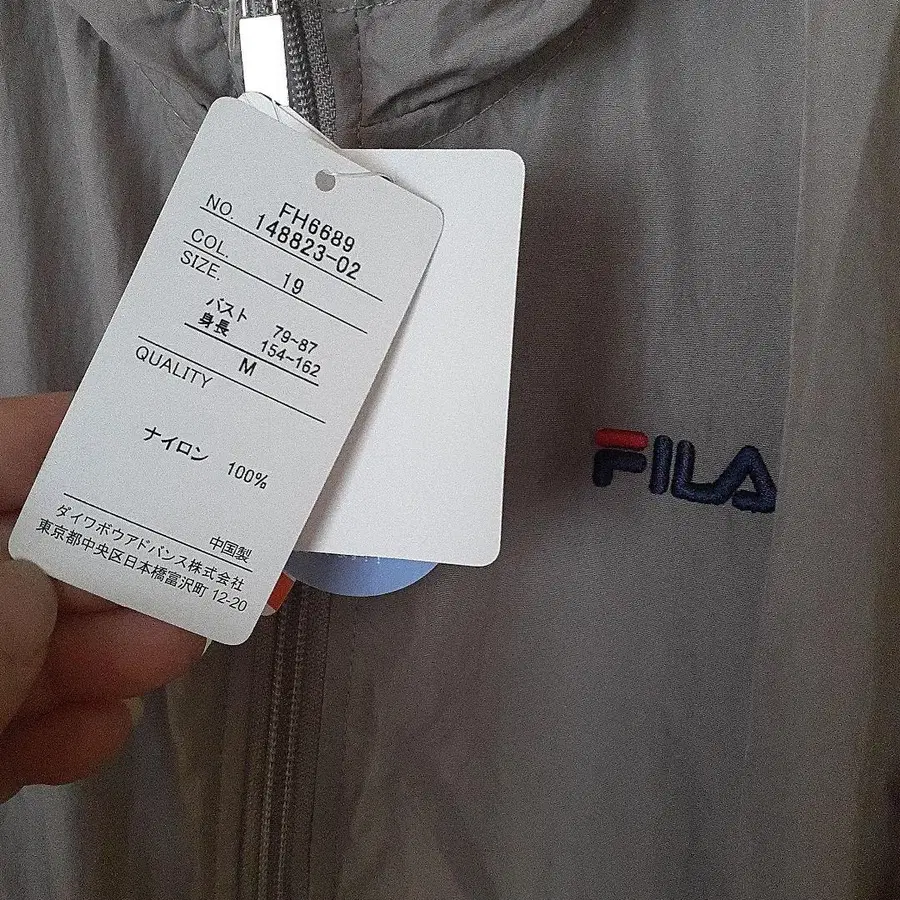 NO. FH6689
148823-02
COL. 19
SIZE.
バスト 79~87
身長 154~162
M
QUALITY
ナイロン 100%
中国製
ダイワボウアドバンス株式会社
東京都中央区日本橋富沢町 12-20
FILA